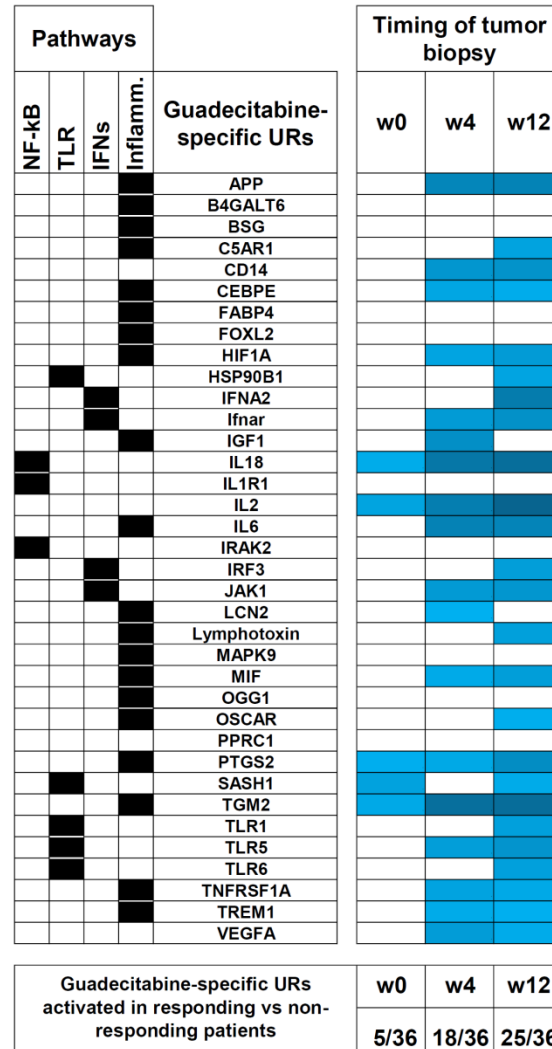 Pathways
Timing of tumor
biopsy
NF-kB
TLR
IFNs
Inflamm.
Guadecitabine-
specific URs
w0 w4 w12
APP
B4GALT6
BSG
C5AR1
CD14
CEBPE
FABP4
FOXL2
HIF1A
HSP90B1
IFNA2
Ifnar
IGF1
IL18
IL1R1
IL2
IL6
IRAK2
IRF3
JAK1
LCN2
Lymphotoxin
MAPK9
MIF
OGG1
OSCAR
PPRC1
PTGS2
SASH1
TGM2
TLR1
TLR5
TLR6
TNFRSF1A
TREM1
VEGFA
Guadecitabine-specific URs
activated in responding vs non-
responding patients
w0 w4 w12
5/36 18/36 25/36